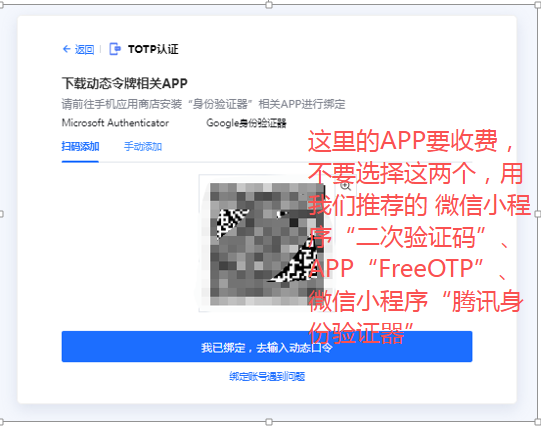 返回 TOTP认证
下载动态令牌相关APP
请前往手机应用商店安装“身份验证器”相关APP进行绑定
Microsoft Authenticator Google身份验证器
扫码添加 手动添加
这里的APP要收费，
不要选择这两个，用
我们推荐的 微信小程
序“二次验证码”、
APP“FreeOTP”、
微信小程序“腾讯身
份验证器”
我已绑定，去输入动态口令
绑定账号遇到问题